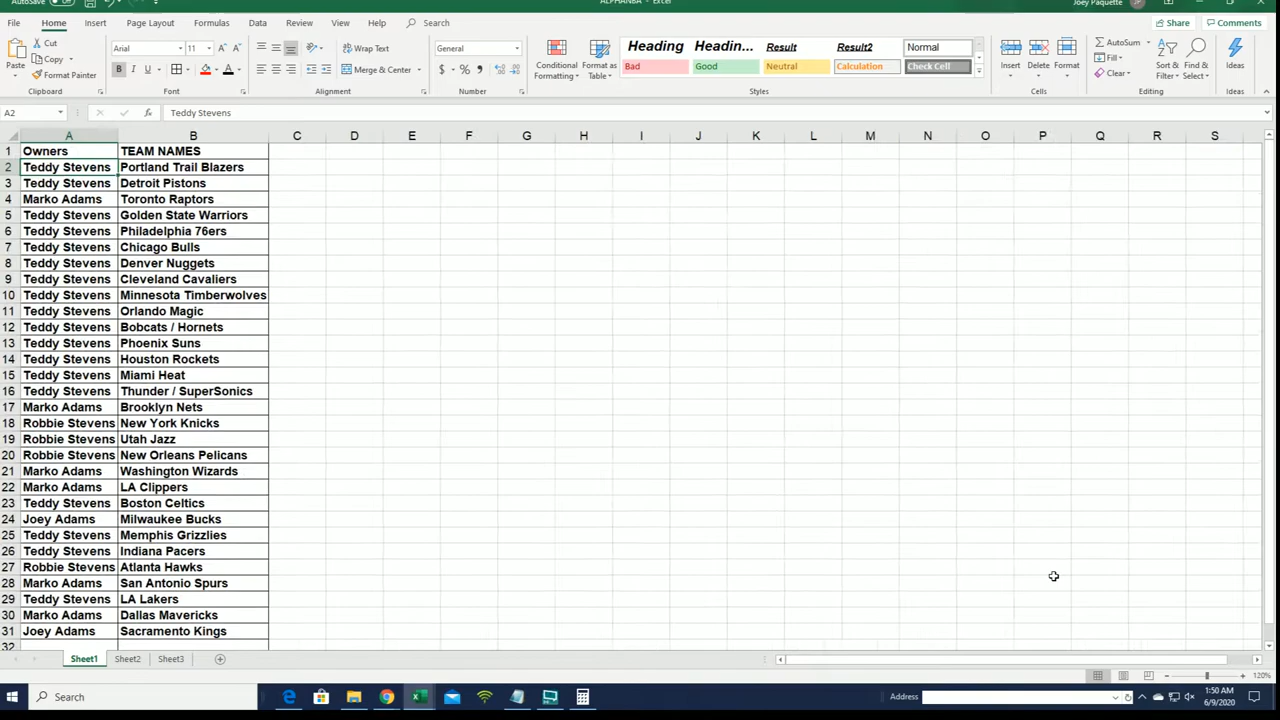 AutoSave Off ALPHANBA - Excel Joey Paquette JP
File Home Insert Page Layout Formulas Data Review View Help Search Share Comments
Paste Cut Copy Format Painter Clipboard
Arial 11 B I U Font
Wrap Text Merge & Center Alignment
General $ % 9 Number
Conditional Formatting Format as Table
Heading Headin... Result Result2 Normal
Bad Good Neutral Calculation Check Cell
Styles
Insert Delete Format Cells
AutoSum Fill Clear Sort & Filter Find & Select Editing
Ideas Ideas
A2 fx Teddy Stevens
A B C D E F G H I J K L M N O P Q R S
1 Owners TEAM NAMES
2 Teddy Stevens Portland Trail Blazers
3 Teddy Stevens Detroit Pistons
4 Marko Adams Toronto Raptors
5 Teddy Stevens Golden State Warriors
6 Teddy Stevens Philadelphia 76ers
7 Teddy Stevens Chicago Bulls
8 Teddy Stevens Denver Nuggets
9 Teddy Stevens Cleveland Cavaliers
10 Teddy Stevens Minnesota Timberwolves
11 Teddy Stevens Orlando Magic
12 Teddy Stevens Bobcats / Hornets
13 Teddy Stevens Phoenix Suns
14 Teddy Stevens Houston Rockets
15 Teddy Stevens Miami Heat
16 Teddy Stevens Thunder / SuperSonics
17 Marko Adams Brooklyn Nets
18 Robbie Stevens New York Knicks
19 Robbie Stevens Utah Jazz
20 Robbie Stevens New Orleans Pelicans
21 Marko Adams Washington Wizards
22 Marko Adams LA Clippers
23 Teddy Stevens Boston Celtics
24 Joey Adams Milwaukee Bucks
25 Teddy Stevens Memphis Grizzlies
26 Teddy Stevens Indiana Pacers
27 Robbie Stevens Atlanta Hawks
28 Marko Adams San Antonio Spurs
29 Teddy Stevens LA Lakers
30 Marko Adams Dallas Mavericks
31 Joey Adams Sacramento Kings
32
Sheet1 Sheet2 Sheet3
120%
Search Address 1:50 AM
6/9/2020